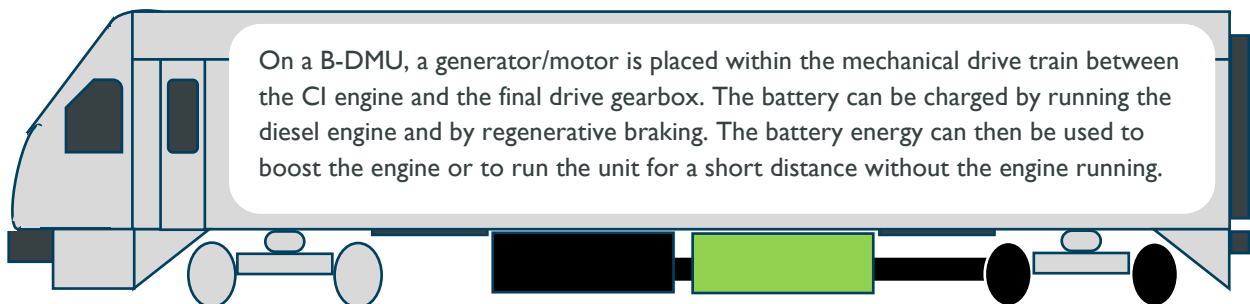 On a B-DMU, a generator/motor is placed within the mechanical drive train between
the CI engine and the final drive gearbox. The battery can be charged by running the
diesel engine and by regenerative braking. The battery energy can then be used to
boost the engine or to run the unit for a short distance without the engine running.